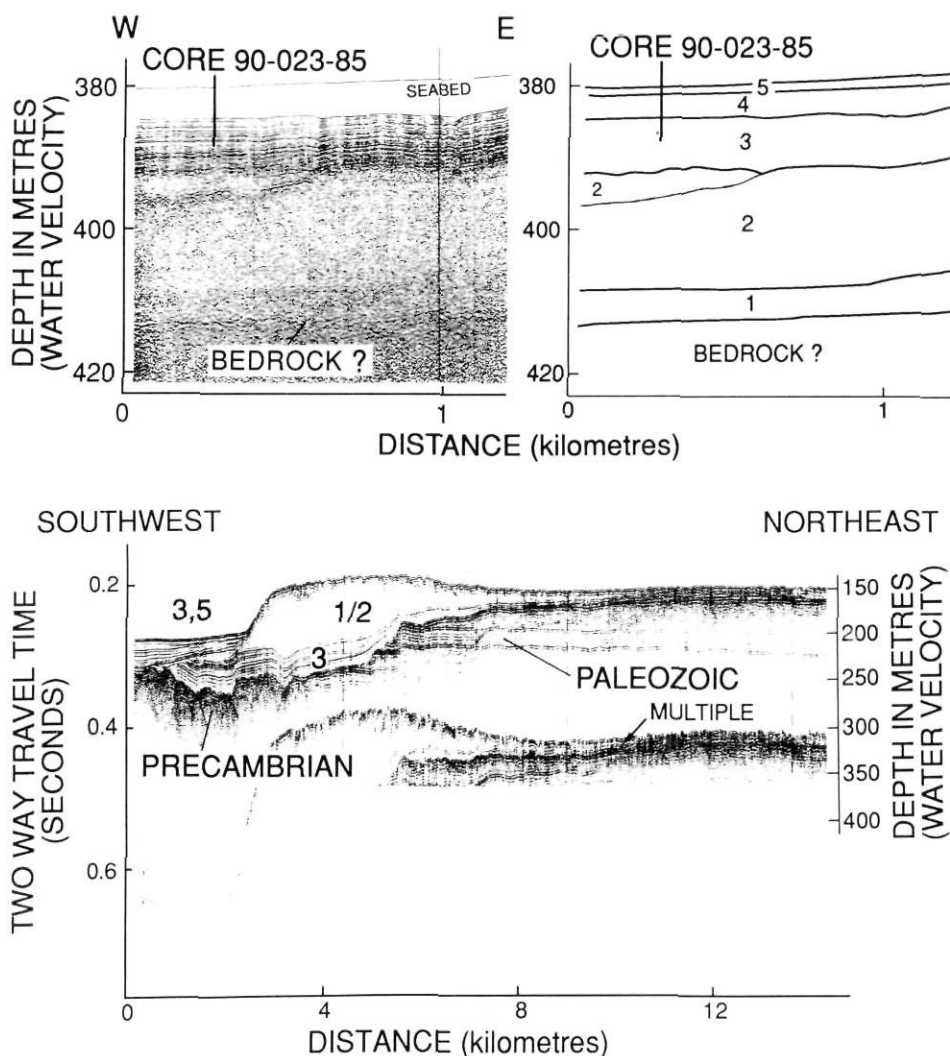 W
E
CORE 90-023-85
CORE 90-023-85
SEABED
380
400
420
DEPTH IN METRES
(WATER VELOCITY)
BEDROCK ?
0
1
380
400
420
5
4
3
2
2
1
BEDROCK ?
0
1
DISTANCE (kilometres)
SOUTHWEST
NORTHEAST
TWO WAY TRAVEL TIME
(SECONDS)
0.2
0.4
0.6
3,5
1/2
3
PALEOZOIC
MULTIPLE
PRECAMBRIAN
150
200
250
300
350
400
DEPTH IN METRES
(WATER VELOCITY)
0
4
8
12
DISTANCE (kilometres)